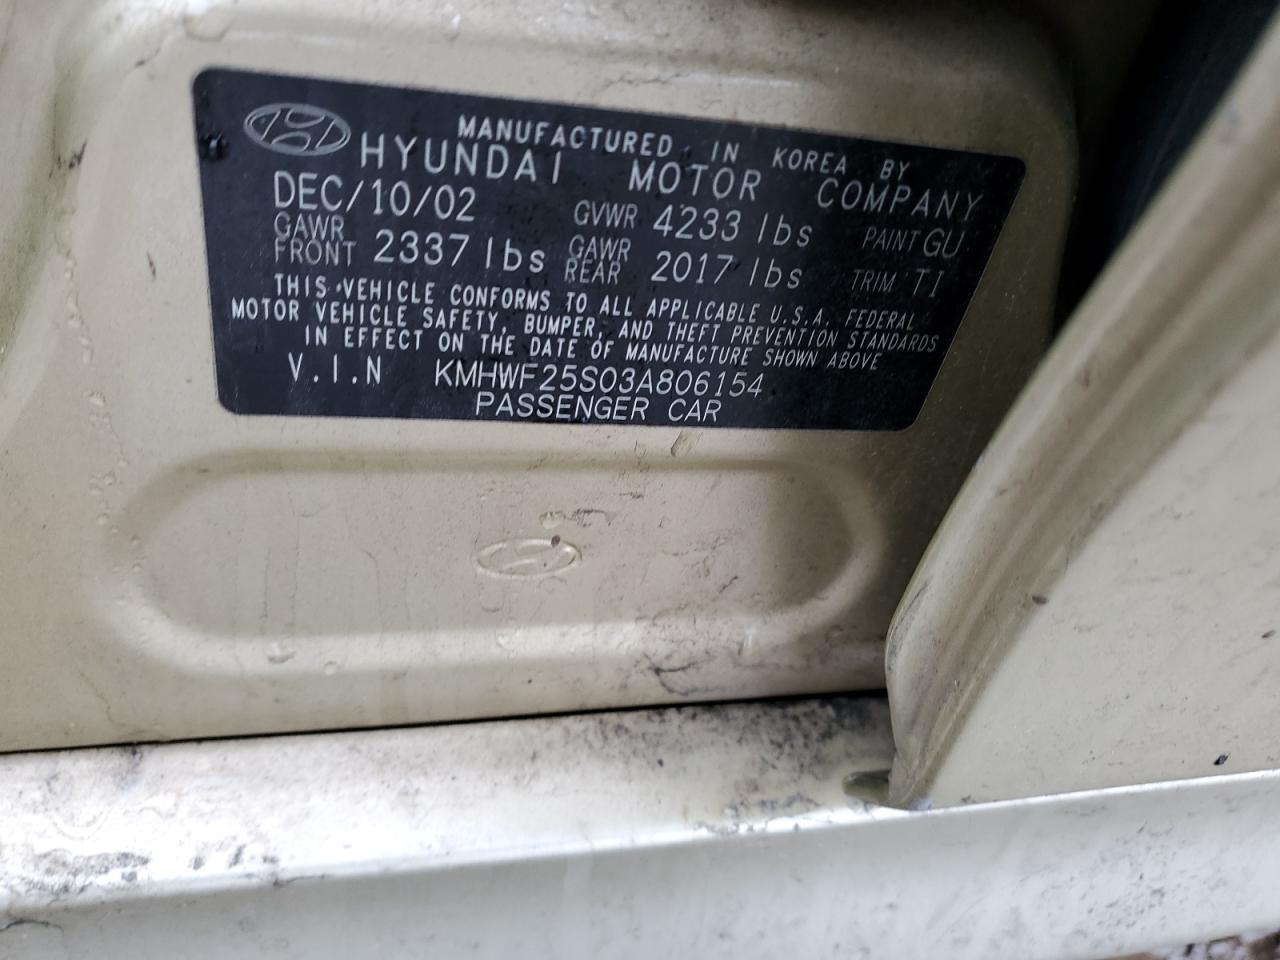 MANUFACTURED IN KOREA BY
HYUNDAI MOTOR COMPANY
DEC/10/02 GVWR 4233 lbs PAINT GU
GAWR FRONT 2337 lbs GAWR REAR 2017 lbs TRIM TI
THIS VEHICLE CONFORMS TO ALL APPLICABLE U.S.A. FEDERAL
MOTOR VEHICLE SAFETY, BUMPER, AND THEFT PREVENTION STANDARDS
IN EFFECT ON THE DATE OF MANUFACTURE SHOWN ABOVE
V.I.N KMHWF25S03A806154
PASSENGER CAR